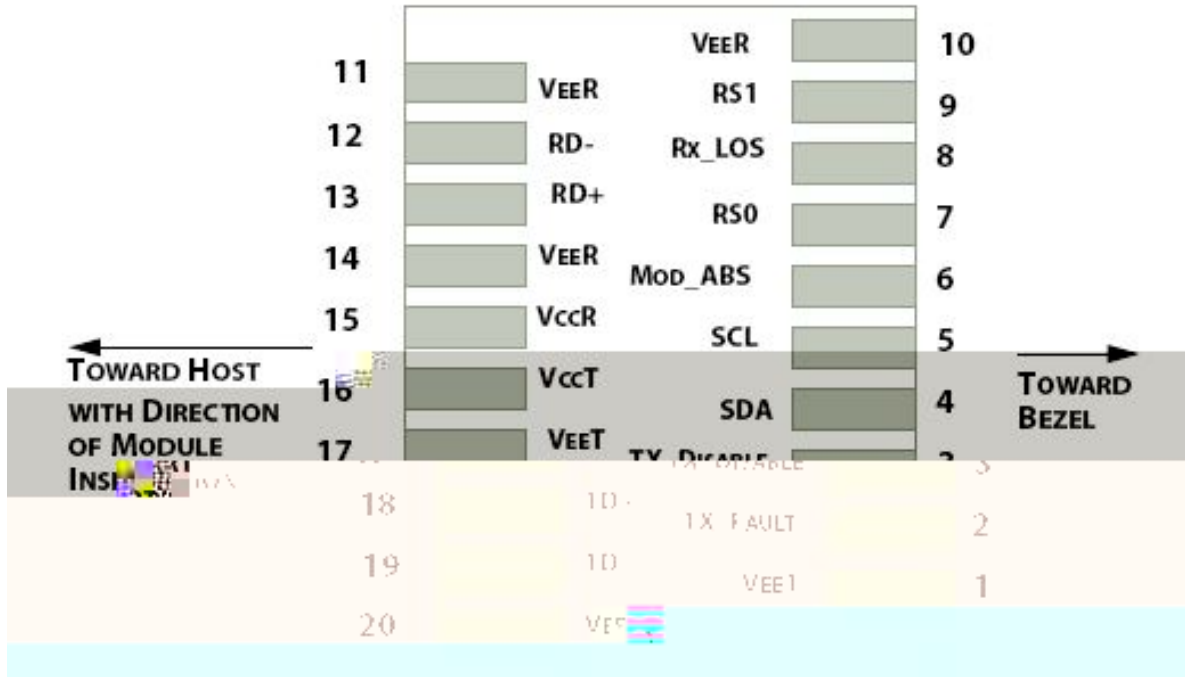 VEER 10
11 VEER
RS1 9
12 RD-
RX_LOS 8
13 RD+
RS0 7
14 VEER
MOD_ABS 6
15 VCCR
SCL 5
TOWARD HOST
WITH DIRECTION
OF MODULE
16 VCCT
SDA 4
TOWARD
BEZEL
17 VEET
TX_DISABLE 3
18
TX_FAULT 2
19
1
20